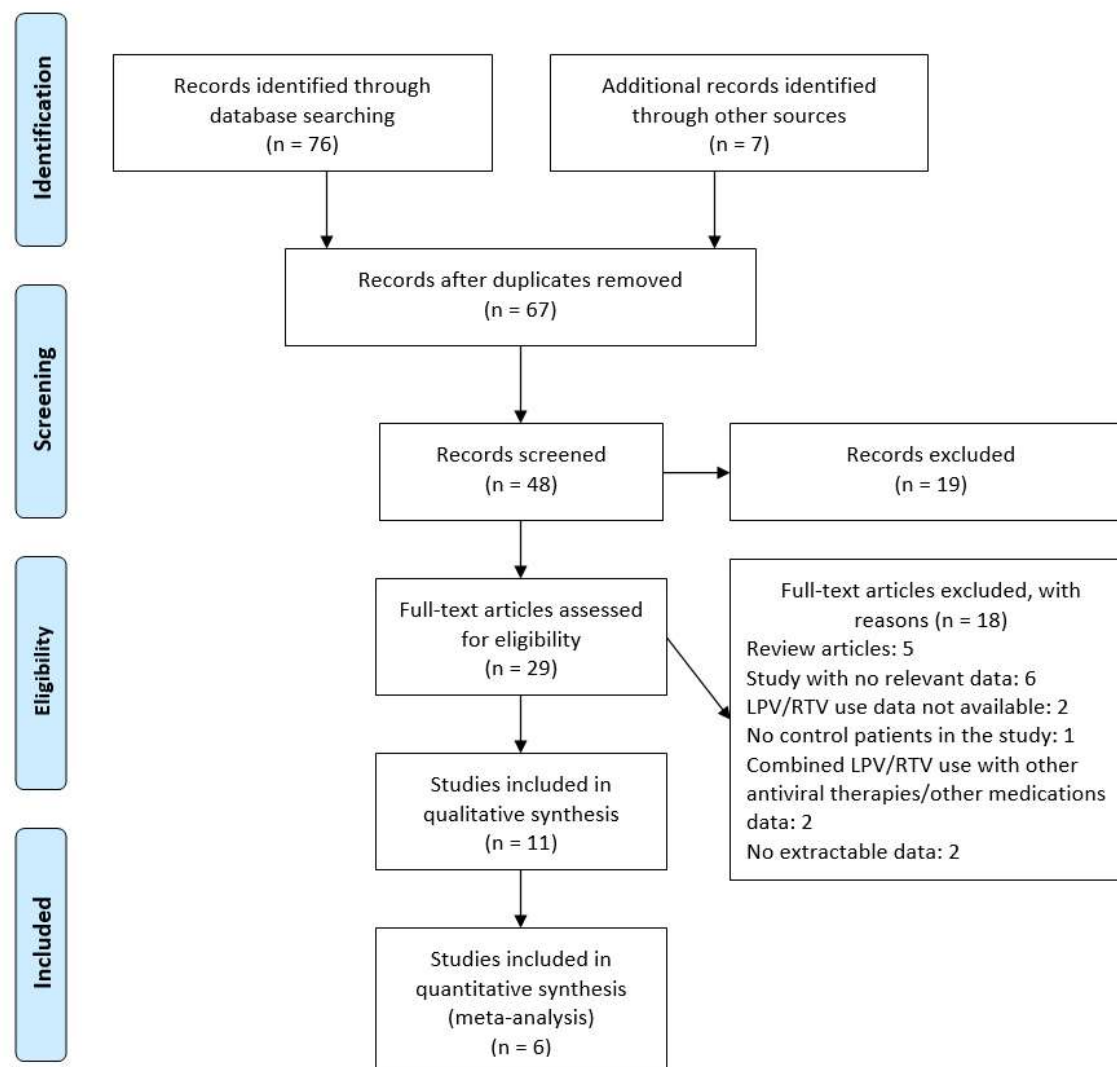 Identification
Records identified through
database searching
(n = 76)
Additional records identified
through other sources
(n = 7)
Records after duplicates removed
(n = 67)
Screening
Records screened
(n = 48)
Records excluded
(n = 19)
Eligibility
Full-text articles assessed
for eligibility
(n = 29)
Full-text articles excluded, with
reasons (n = 18)
Review articles: 5
Study with no relevant data: 6
LPV/RTV use data not available: 2
No control patients in the study: 1
Combined LPV/RTV use with other
antiviral therapies/other medications
data: 2
No extractable data: 2
Studies included in
qualitative synthesis
(n = 11)
Included
Studies included in
quantitative synthesis
(meta-analysis)
(n = 6)